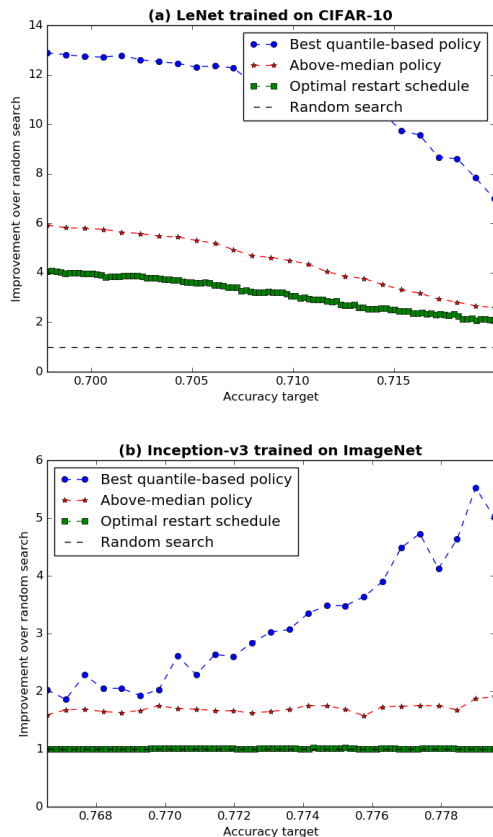 (a) LeNet trained on CIFAR-10
14
12
10
8
6
4
2
0
Improvement over random search
Best quantile-based policy
Above-median policy
Optimal restart schedule
Random search
0.700
0.705
0.710
0.715
Accuracy target
(b) Inception-v3 trained on ImageNet
6
5
4
3
2
1
0
Improvement over random search
Best quantile-based policy
Above-median policy
Optimal restart schedule
Random search
0.768
0.770
0.772
0.774
0.776
0.778
Accuracy target